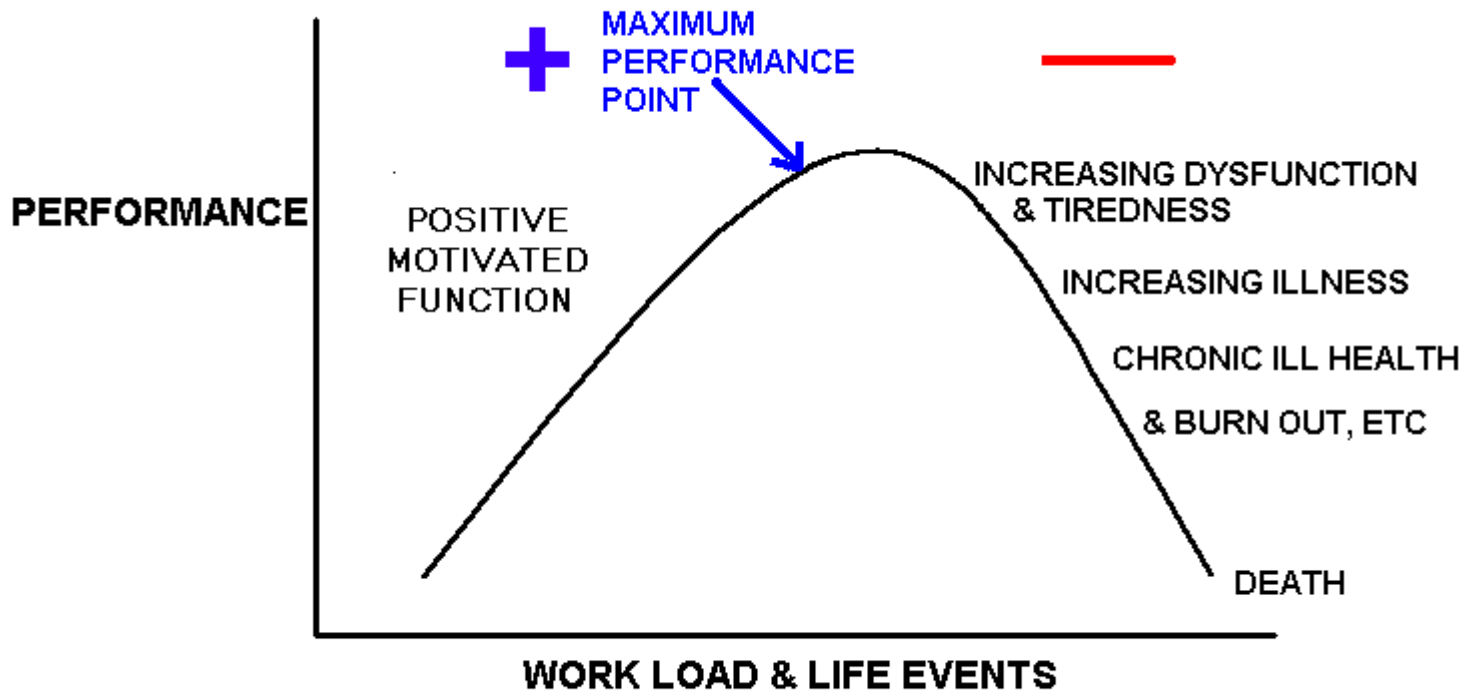 MAXIMUM
PERFORMANCE
POINT
PERFORMANCE
POSITIVE
MOTIVATED
FUNCTION
INCREASING DYSFUNCTION
& TIREDNESS
INCREASING ILLNESS
CHRONIC ILL HEALTH
& BURN OUT, ETC
DEATH
WORK LOAD & LIFE EVENTS